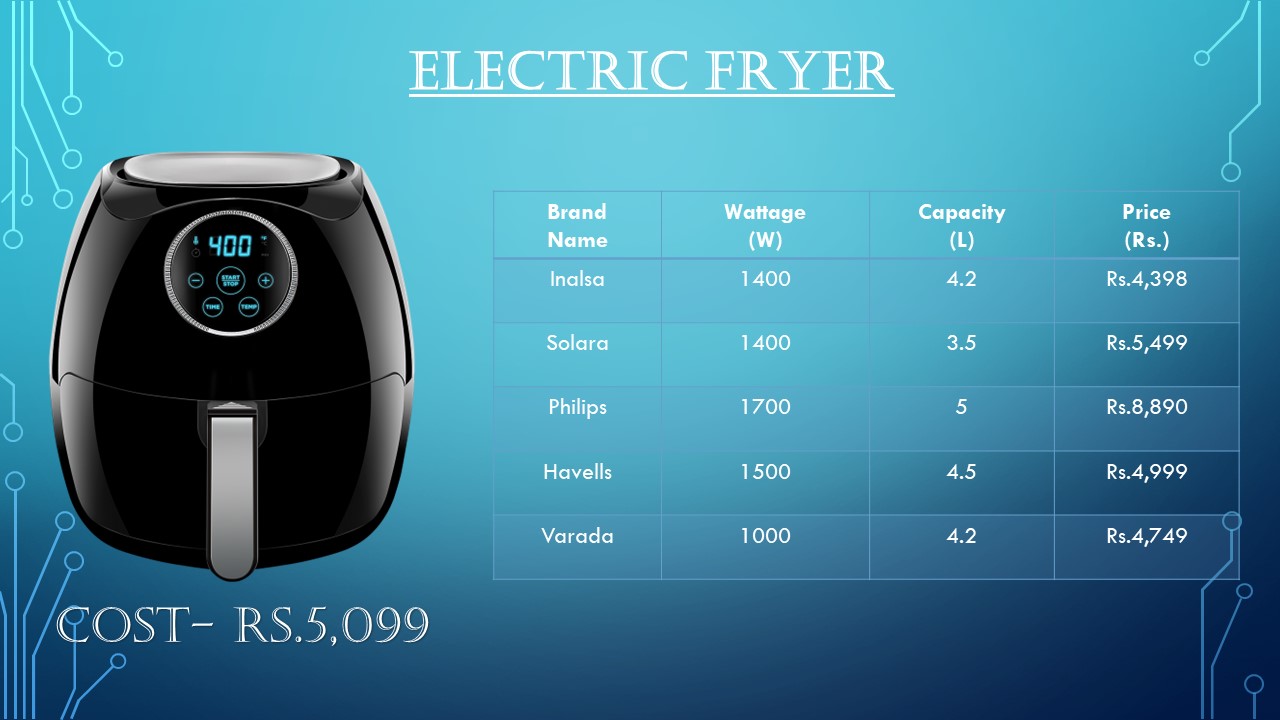 ELECTRIC FRYER
400
START
STOP
TIME
TEMP
Brand Name | Wattage (W) | Capacity (L) | Price (Rs.)
Inalsa | 1400 | 4.2 | Rs.4,398
Solara | 1400 | 3.5 | Rs.5,499
Philips | 1700 | 5 | Rs.8,890
Havells | 1500 | 4.5 | Rs.4,999
Varada | 1000 | 4.2 | Rs.4,749
COST- RS.5,099